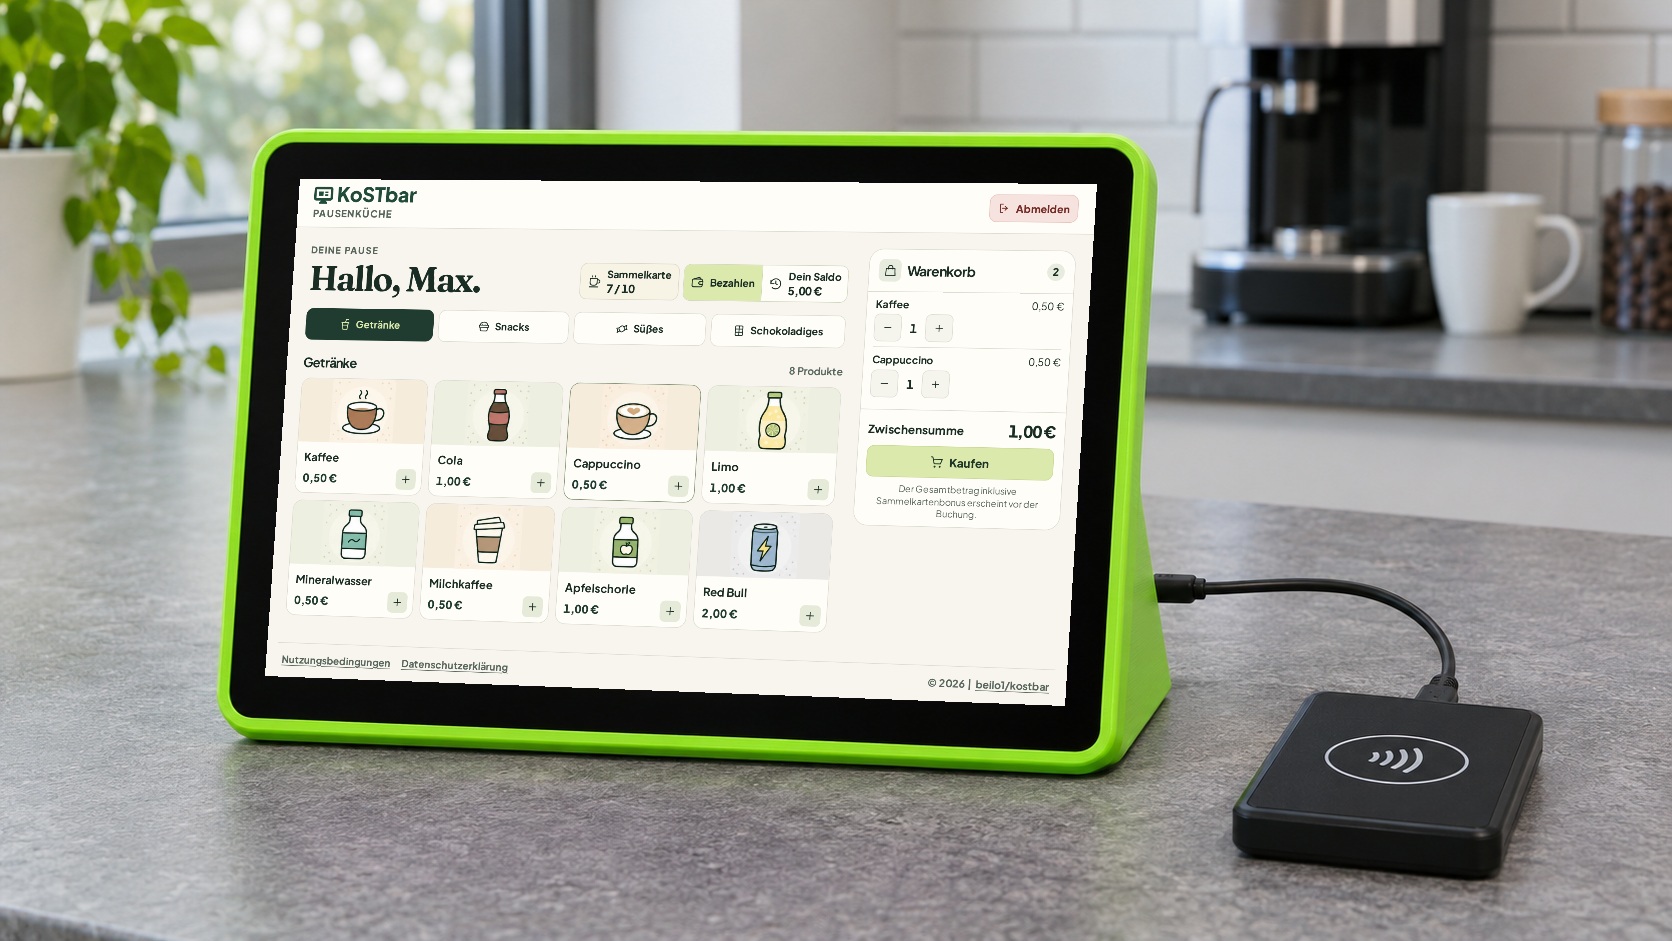 KoSTbar
PAUSENKÜCHE
Abmelden
DEINE PAUSE
Hallo, Max.
Sammelkarte
7/10
Bezahlen
Dein Saldo
5,00 €
Getränke
Snacks
Süßes
Schokoladiges
Getränke
8 Produkte
Kaffee
0,50 €
+
Cola
1,00 €
+
Cappuccino
0,50 €
+
Limo
1,00 €
+
Mineralwasser
0,50 €
+
Milchkaffee
0,50 €
+
Apfelschorle
1,00 €
+
Red Bull
2,00 €
+
Warenkorb
2
Kaffee
0,50 €
− 1 +
Cappuccino
0,50 €
− 1 +
Zwischensumme
1,00 €
Kaufen
Der Gesamtbetrag inklusive
Sammelkartenbonus erscheint vor der
Buchung.
Nutzungsbedingungen
Datenschutzerklärung
© 2026 | beilo1/kostbar